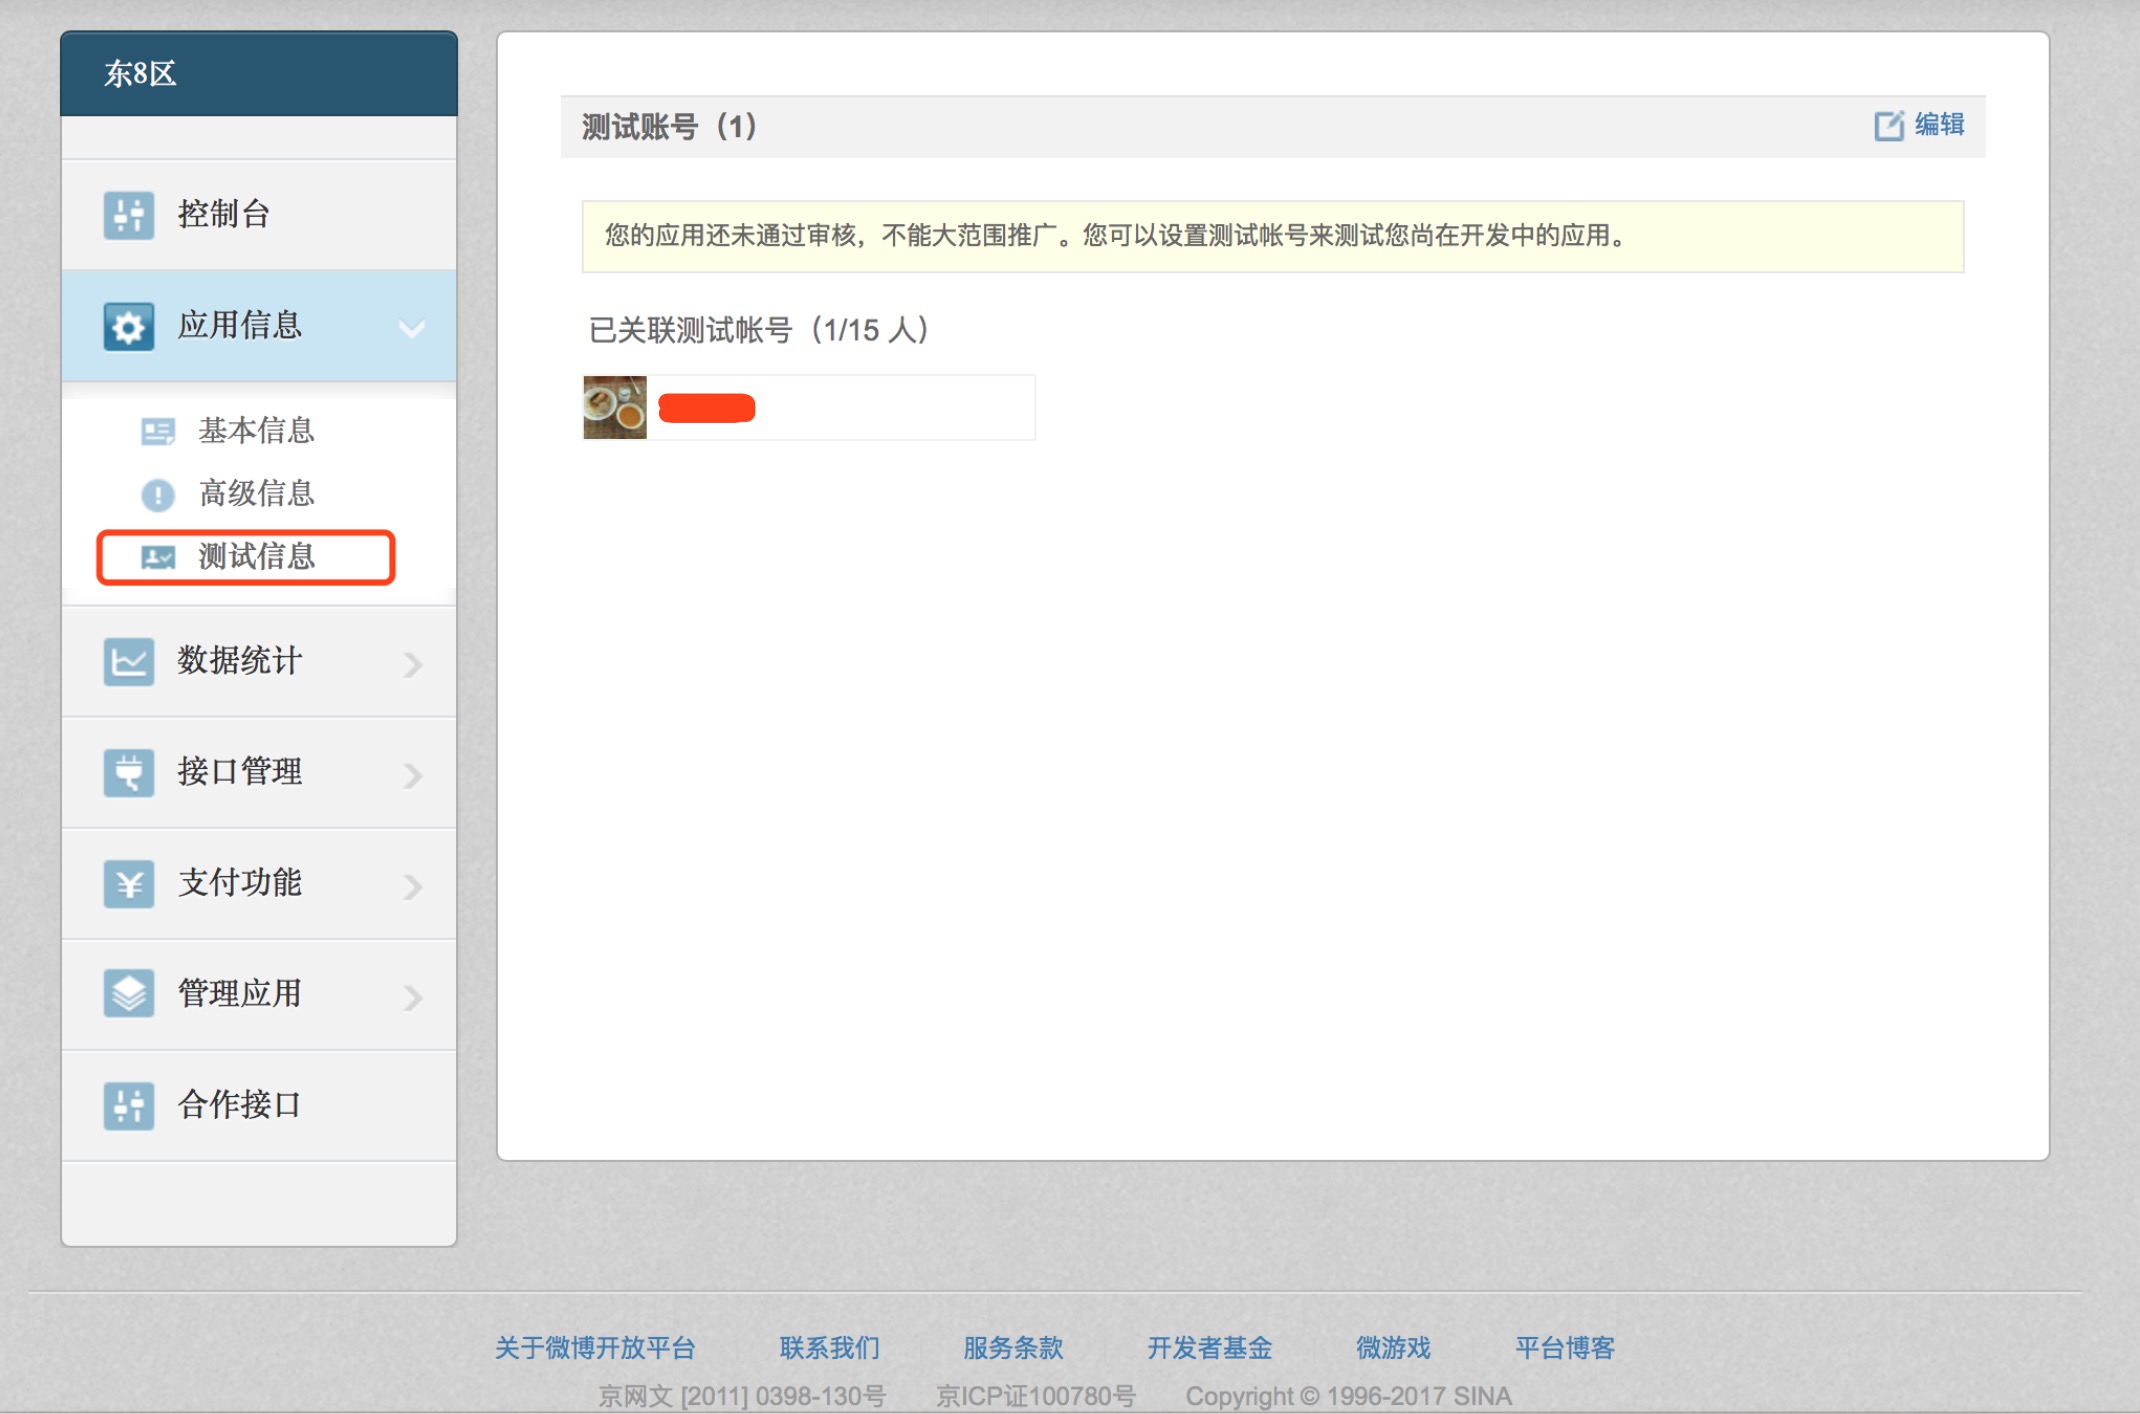 东8区
控制台
应用信息
基本信息
高级信息
测试信息
数据统计
接口管理
支付功能
管理应用
合作接口
测试账号（1）
编辑
您的应用还未通过审核，不能大范围推广。您可以设置测试帐号来测试您尚在开发中的应用。
已关联测试帐号（1/15 人）
关于微博开放平台 联系我们 服务条款 开发者基金 微游戏 平台博客
京网文 [2011] 0398-130号 京ICP证100780号 Copyright © 1996-2017 SINA